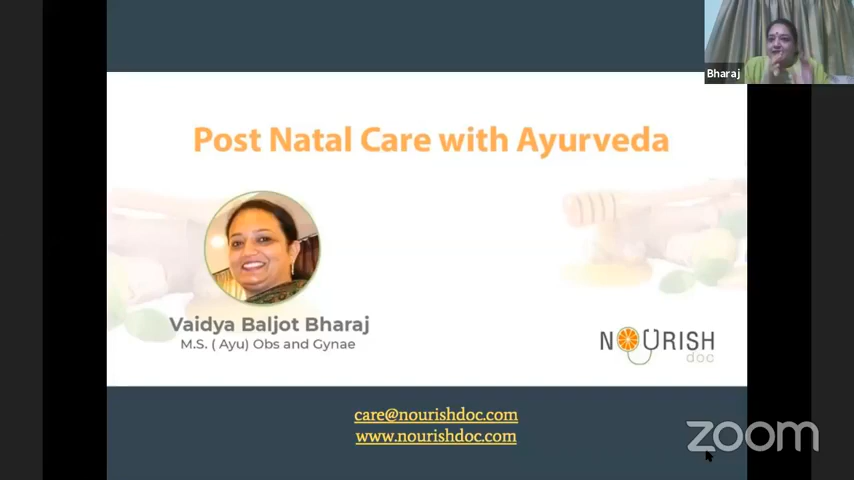 Bharaj
Post Natal Care with Ayurveda
Vaidya Baljot Bharaj
M.S. ( Ayu) Obs and Gynae
NOURISH
doc
care@nourishdoc.com
www.nourishdoc.com
zoom